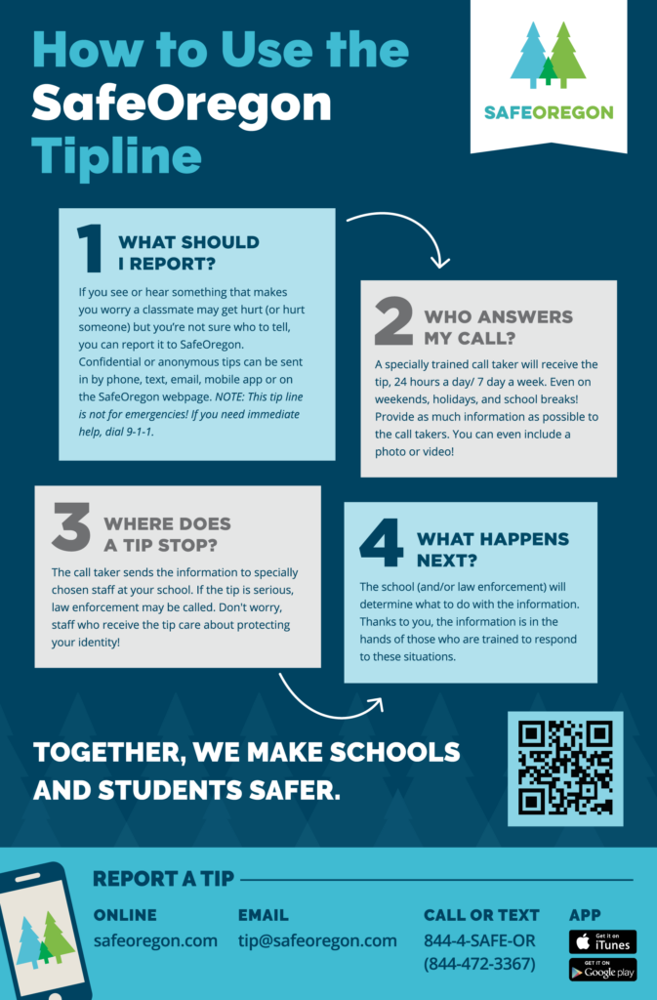 How to Use the
SafeOregon
Tipline
SAFEOREGON
1 WHAT SHOULD
I REPORT?
If you see or hear something that makes
you worry a classmate may get hurt (or hurt
someone) but you’re not sure who to tell,
you can report it to SafeOregon.
Confidential or anonymous tips can be sent
in by phone, text, email, mobile app or on
the SafeOregon webpage. NOTE: This tip line
is not for emergencies! If you need immediate
help, dial 9-1-1.
2 WHO ANSWERS
MY CALL?
A specially trained call taker will receive the
tip, 24 hours a day/ 7 day a week. Even on
weekends, holidays, and school breaks!
Provide as much information as possible to
the call takers. You can even include a
photo or video!
3 WHERE DOES
A TIP STOP?
The call taker sends the information to specially
chosen staff at your school. If the tip is serious,
law enforcement may be called. Don't worry,
staff who receive the tip care about protecting
your identity!
4 WHAT HAPPENS
NEXT?
The school (and/or law enforcement) will
determine what to do with the information.
Thanks to you, the information is in the
hands of those who are trained to respond
to these situations.
TOGETHER, WE MAKE SCHOOLS
AND STUDENTS SAFER.
REPORT A TIP
ONLINE
safeoregon.com
EMAIL
tip@safeoregon.com
CALL OR TEXT
844-4-SAFE-OR
(844-472-3367)
APP
Get it on
iTunes
GET IT ON
Google play